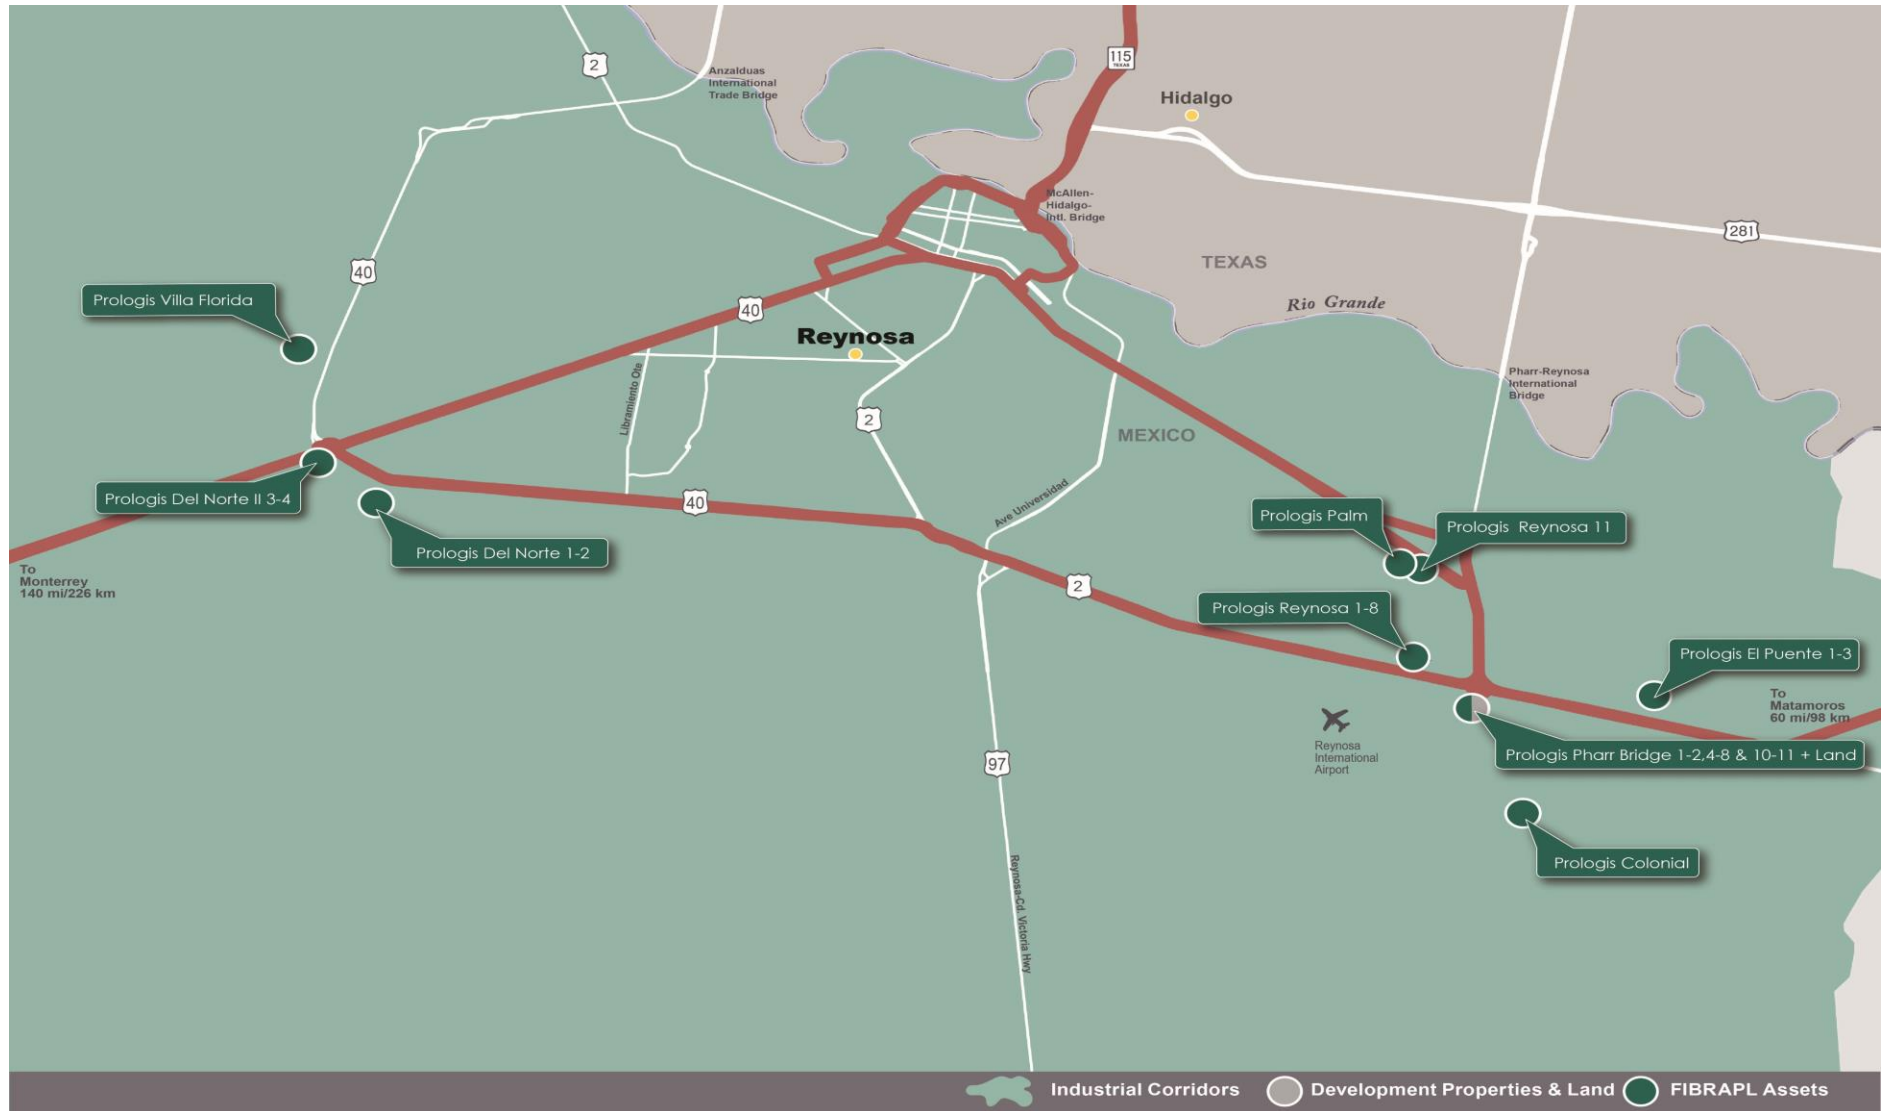 2
Anzalduas
International
Trade Bridge
115
TEXAS
Hidalgo
40
McAllen-
Hidalgo-
Intl. Bridge
281
TEXAS
Rio Grande
Prologis Villa Florida
40
Reynosa
Libramiento Ote
2
MEXICO
Pharr-Reynosa
International
Bridge
Prologis Del Norte II 3-4
40
Ave Universidad
Prologis Palm
Prologis Reynosa 11
Prologis Del Norte 1-2
To
Monterrey
140 mi/226 km
2
Prologis Reynosa 1-8
Prologis El Puente 1-3
To
Matamoros
60 mi/98 km
Reynosa
International
Airport
Prologis Pharr Bridge 1-2,4-8 & 10-11 + Land
97
Prologis Colonial
Reynosa-Cd. Victoria Hwy
Industrial Corridors
Development Properties & Land
FIBRAPL Assets